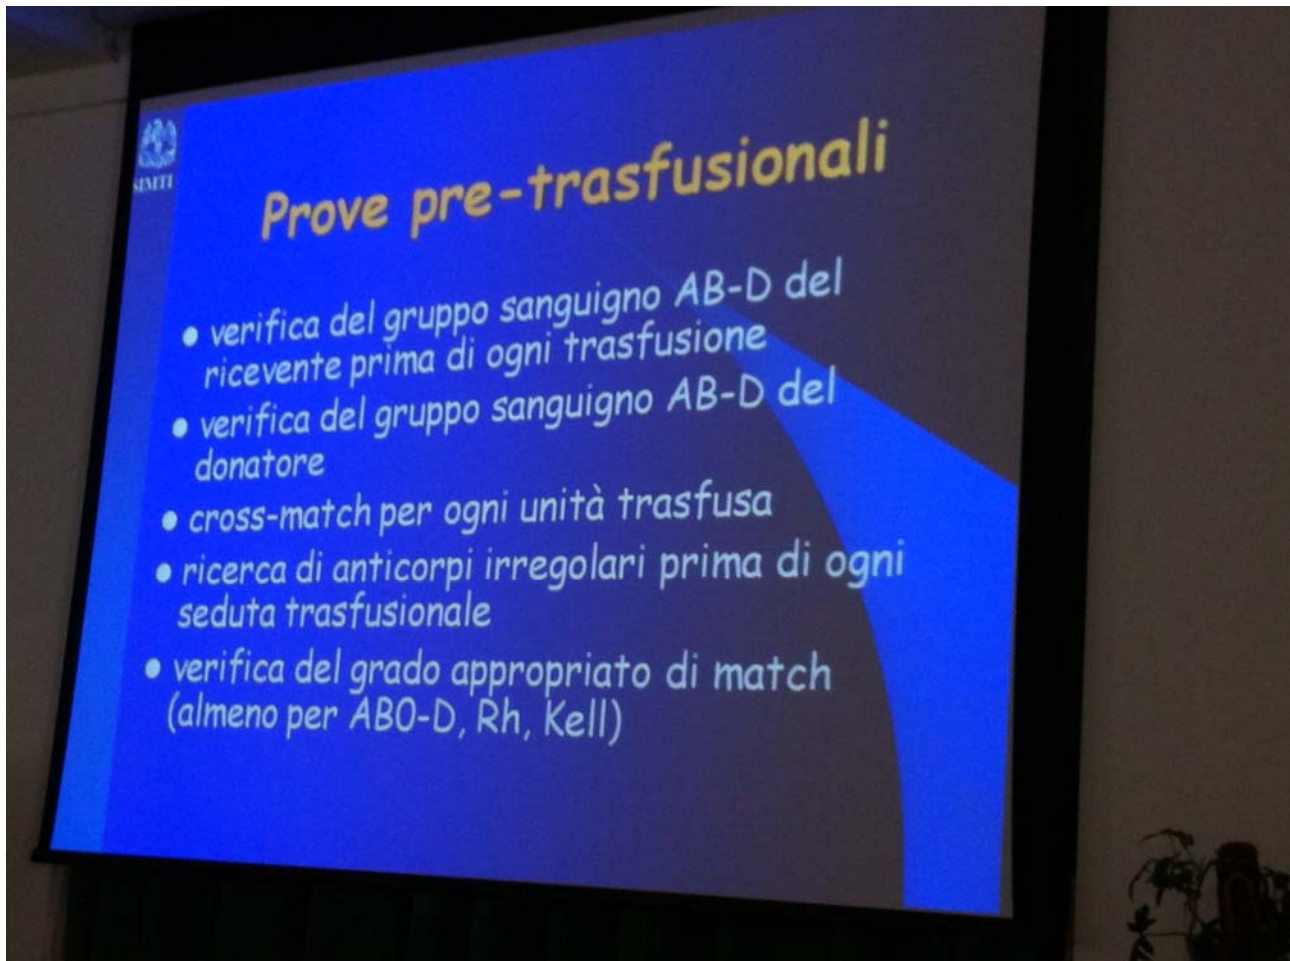 SIMTI
Prove pre-trasfusionali
• verifica del gruppo sanguigno AB-D del
ricevente prima di ogni trasfusione
• verifica del gruppo sanguigno AB-D del
donatore
• cross-match per ogni unità trasfusa
• ricerca di anticorpi irregolari prima di ogni
seduta trasfusionale
• verifica del grado appropriato di match
(almeno per AB0-D, Rh, Kell)